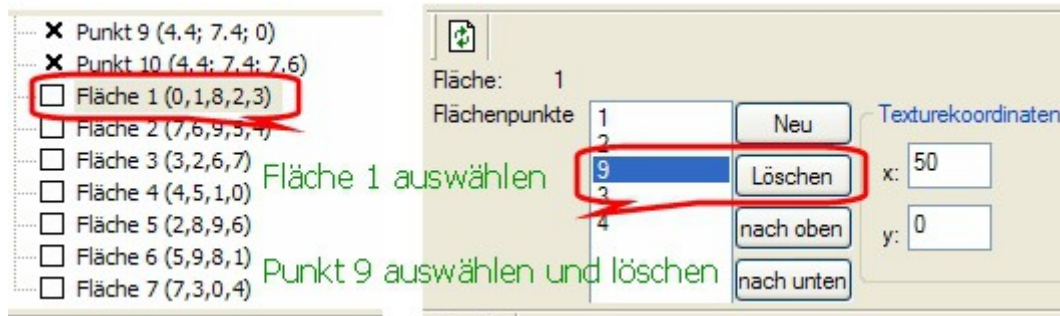 Punkt 9 (4.4; 7.4; 0)
Punkt 10 (4.4; 7.4; 7.6)
Fläche 1 (0,1,8,2,3)
Fläche 2 (7,6,9,5,4)
Fläche 3 (3,2,6,7)
Fläche 4 (4,5,1,0)
Fläche 5 (2,8,9,6)
Fläche 6 (5,9,8,1)
Fläche 7 (7,3,0,4)
Fläche 1 auswählen
Punkt 9 auswählen und löschen
Fläche: 1
Flächenpunkte
1
2
9
3
4
Neu
Löschen
nach oben
nach unten
Texturekoordinaten
x: 50
y: 0